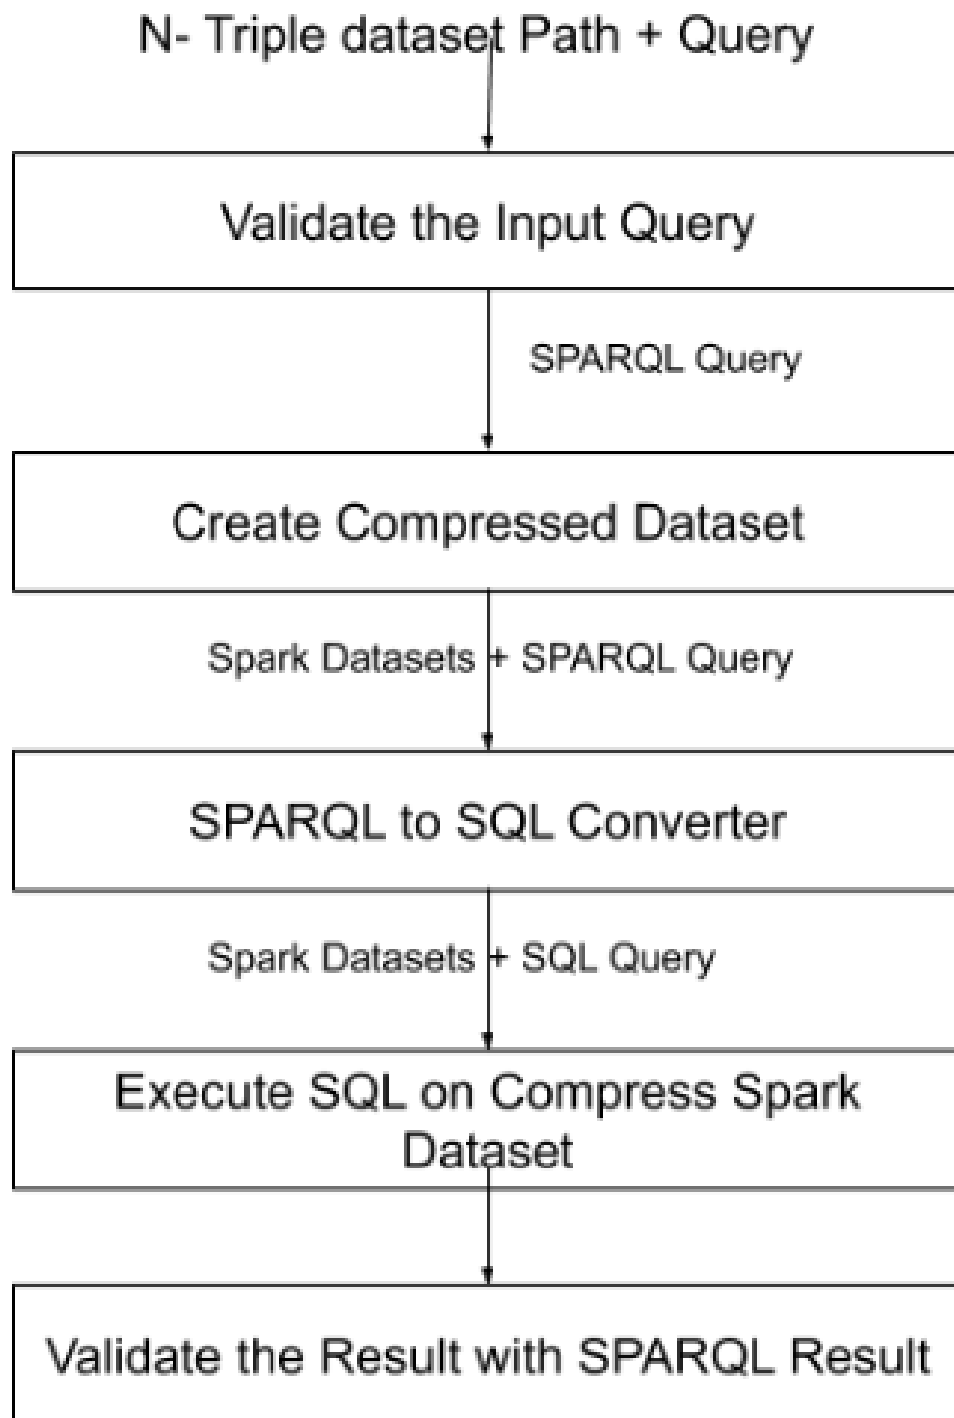 N- Triple dataset Path + Query
Validate the Input Query
SPARQL Query
Create Compressed Dataset
Spark Datasets + SPARQL Query
SPARQL to SQL Converter
Spark Datasets + SQL Query
Execute SQL on Compress Spark
Dataset
Validate the Result with SPARQL Result